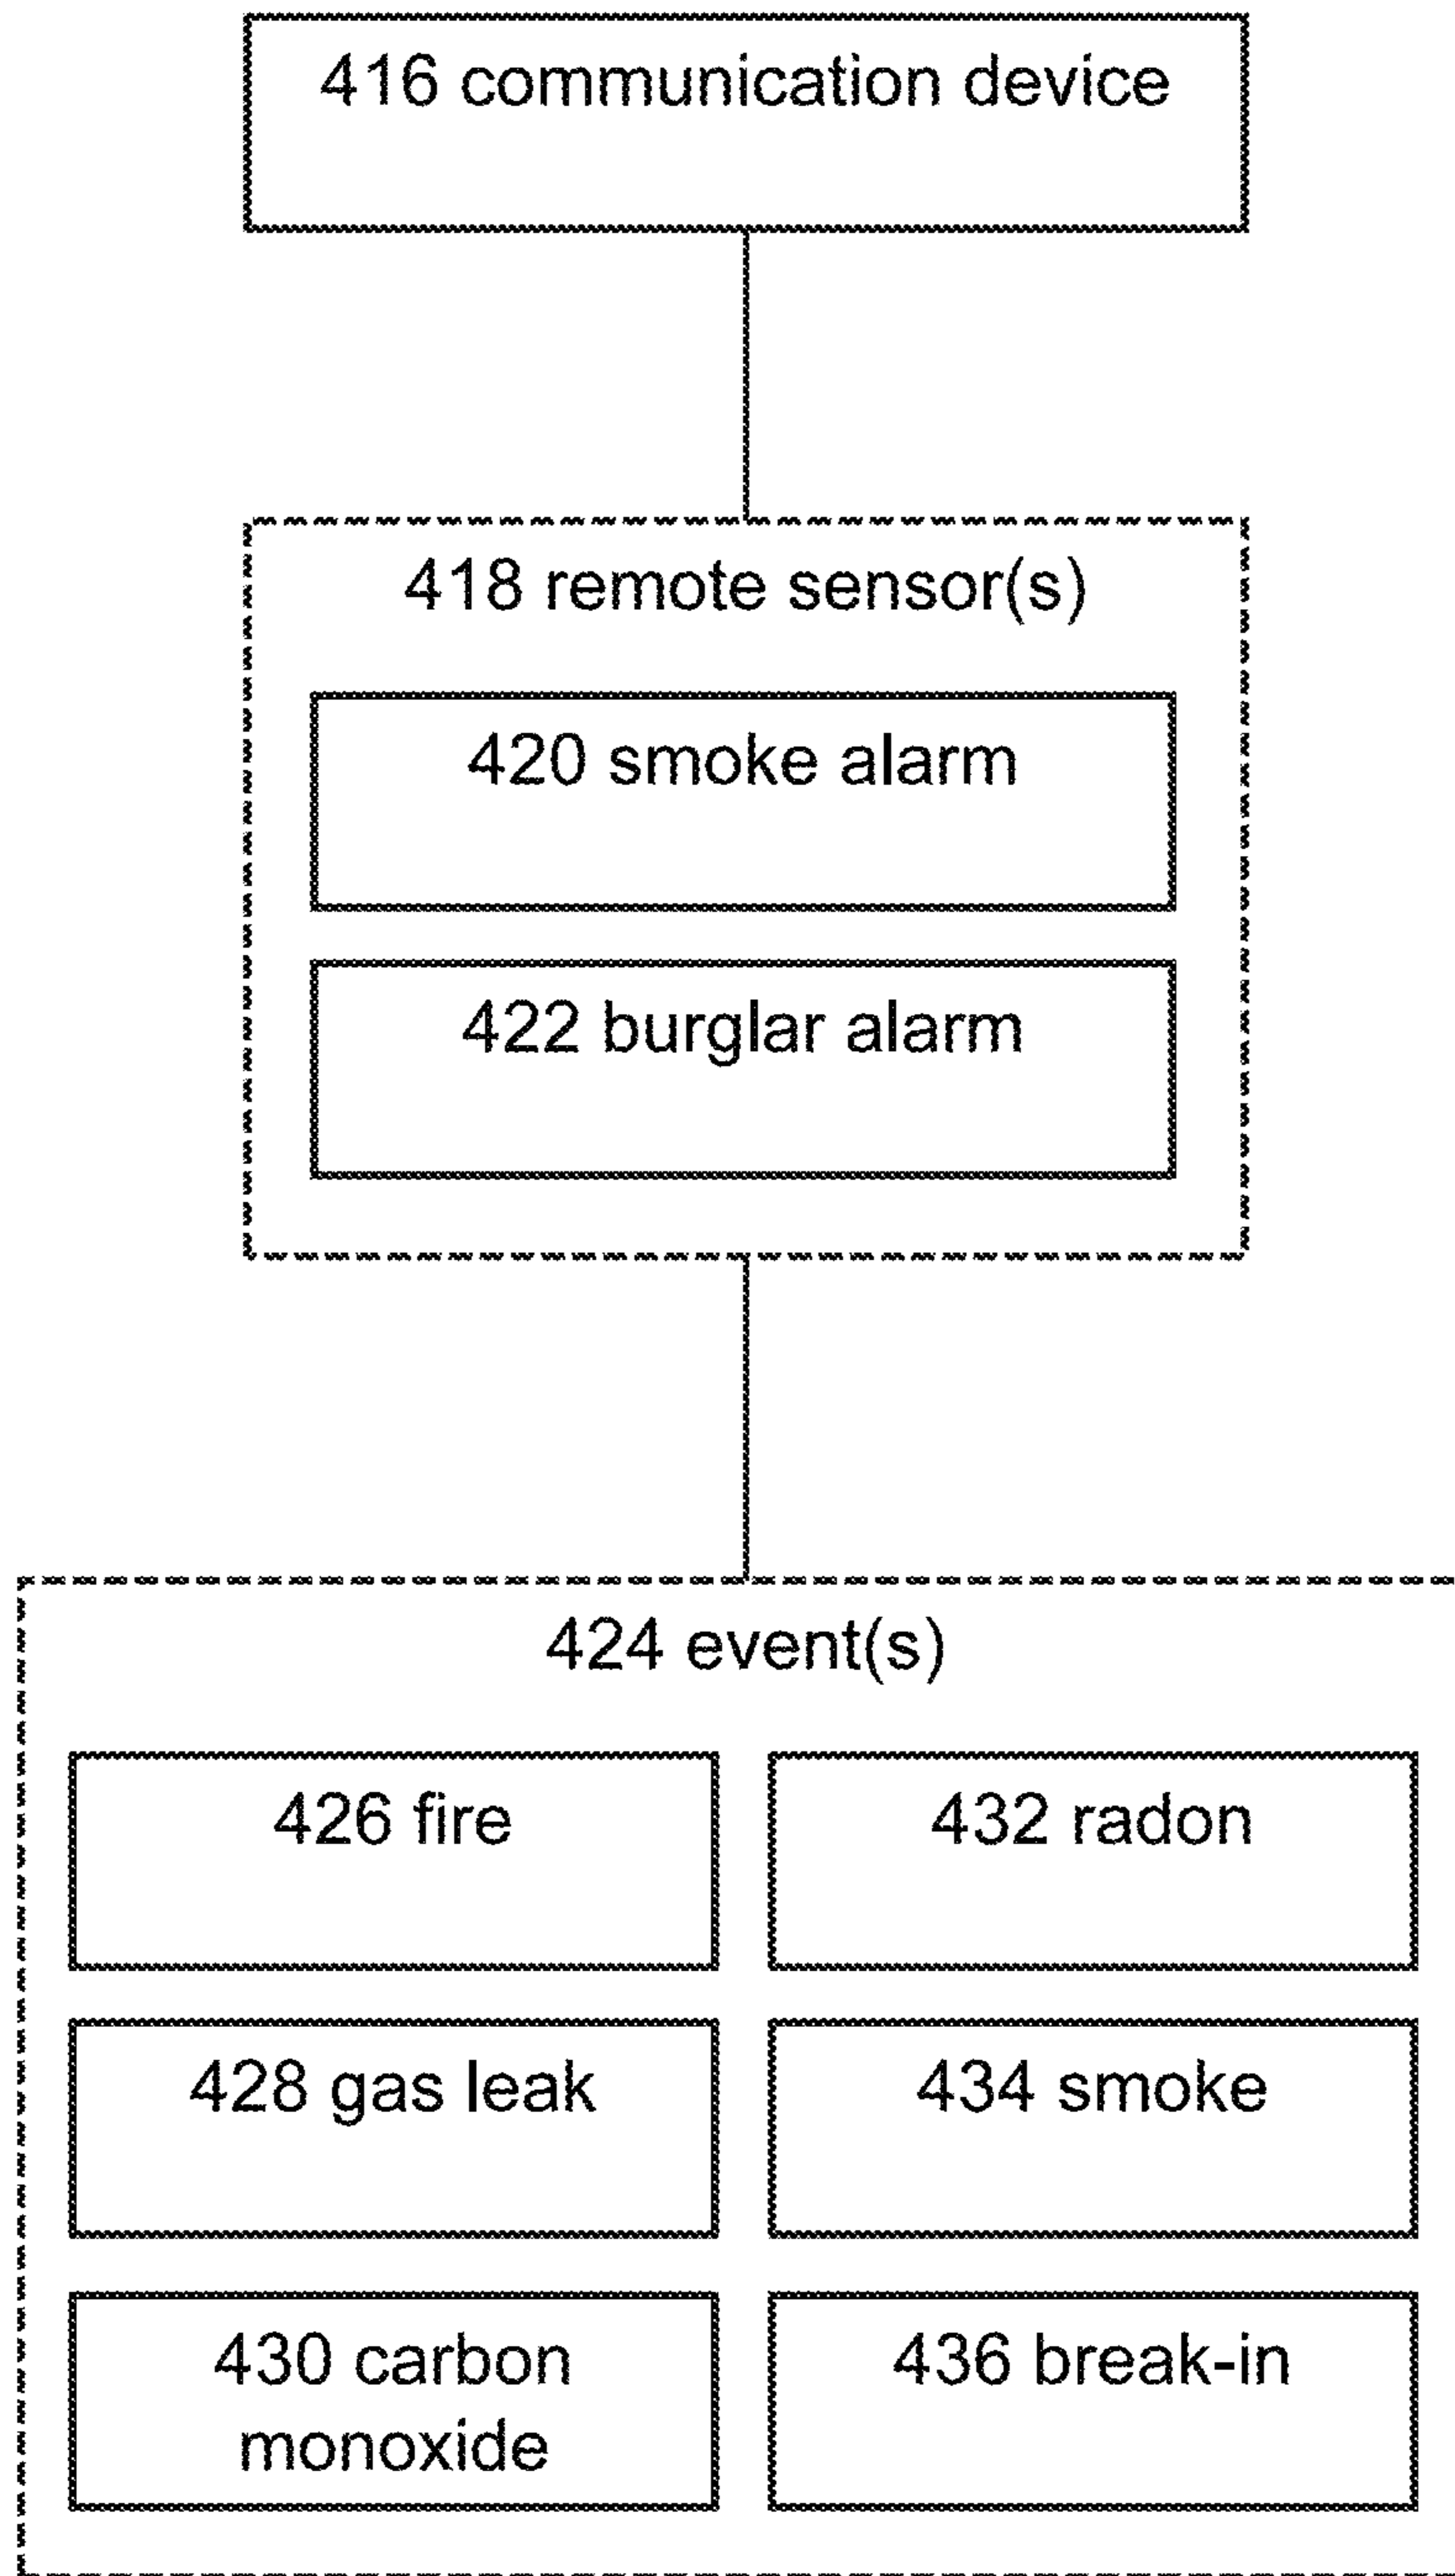 416 communication device
418 remote sensor(s)
420 smoke alarm
422 burglar alarm
424 event(s)
426 fire
432 radon
428 gas leak
434 smoke
430 carbon
monoxide
436 break-in